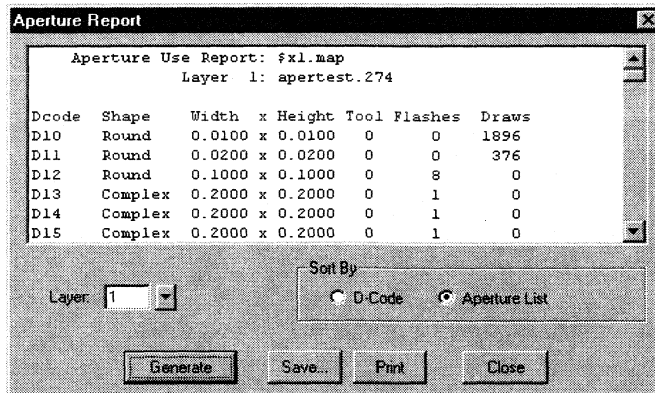 Aperture Report
Aperture Use Report: $xl.map
Layer 1: apertest.274
Dcode Shape Width x Height Tool Flashes Draws
D10 Round 0.0100 x 0.0100 0 0 1896
D11 Round 0.0200 x 0.0200 0 0 376
D12 Round 0.1000 x 0.1000 0 8 0
D13 Complex 0.2000 x 0.2000 0 1 0
D14 Complex 0.2000 x 0.2000 0 1 0
D15 Complex 0.2000 x 0.2000 0 1 0
Sort By
Layer: 1 D-Code Aperture List
Generate Save... Print Close